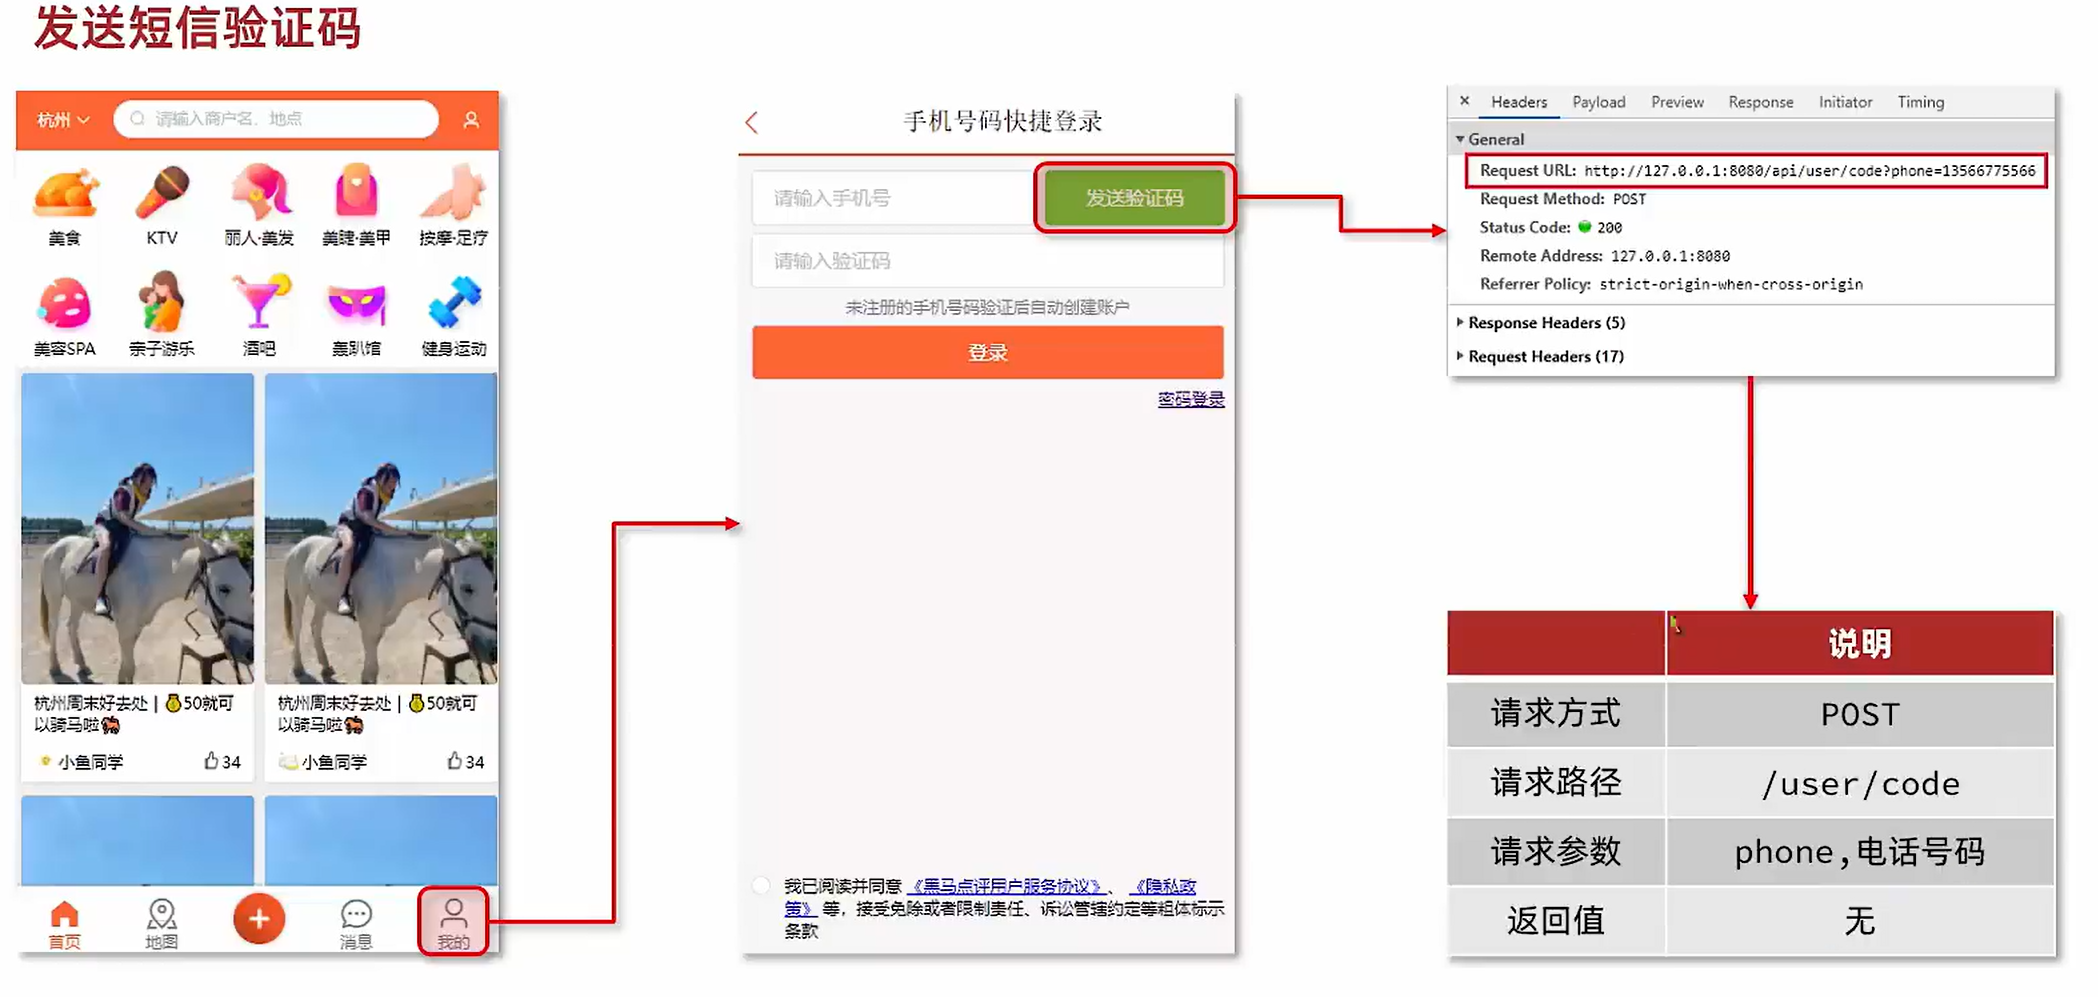 发送短信验证码
杭州
请输入商户名、地点
美食
KTV
丽人·美发
美睫·美甲
按摩·足疗
美容SPA
亲子游乐
酒吧
轰趴馆
健身运动
杭州周末好去处 | 💰50就可
以骑马啦🐎
小鱼同学
34
杭州周末好去处 | 💰50就可
以骑马啦🐎
小鱼同学
34
首页
地图
消息
我的
手机号码快捷登录
请输入手机号
发送验证码
请输入验证码
未注册的手机号码验证后自动创建账户
登录
密码登录
我已阅读并同意 《黑马点评用户服务协议》、 《隐私政
策》 等，接受免除或者限制责任、诉讼管辖约定等粗体标示
条款
Headers Payload Preview Response Initiator Timing
General
Request URL: http://127.0.0.1:8080/api/user/code?phone=13566775566
Request Method: POST
Status Code: 200
Remote Address: 127.0.0.1:8080
Referrer Policy: strict-origin-when-cross-origin
Response Headers (5)
Request Headers (17)
说明
请求方式 POST
请求路径 /user/code
请求参数 phone,电话号码
返回值 无